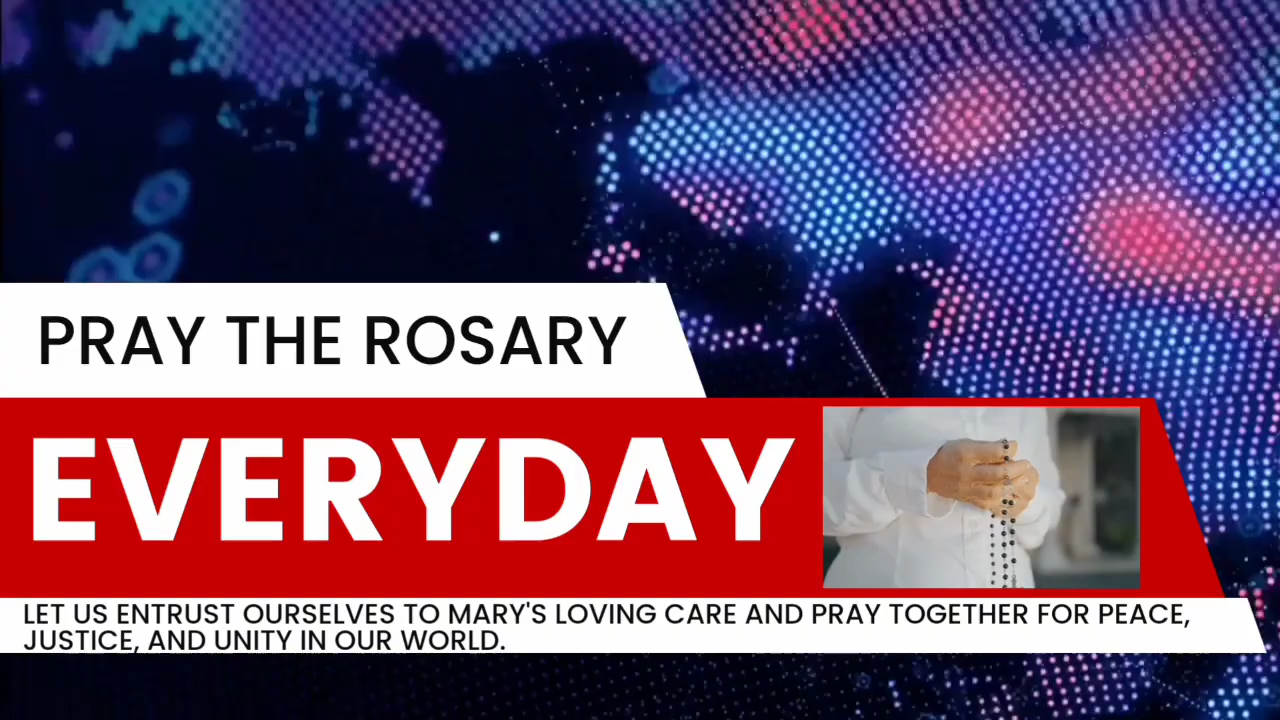 PRAY THE ROSARY
EVERYDAY
LET US ENTRUST OURSELVES TO MARY'S LOVING CARE AND PRAY TOGETHER FOR PEACE,
JUSTICE, AND UNITY IN OUR WORLD.